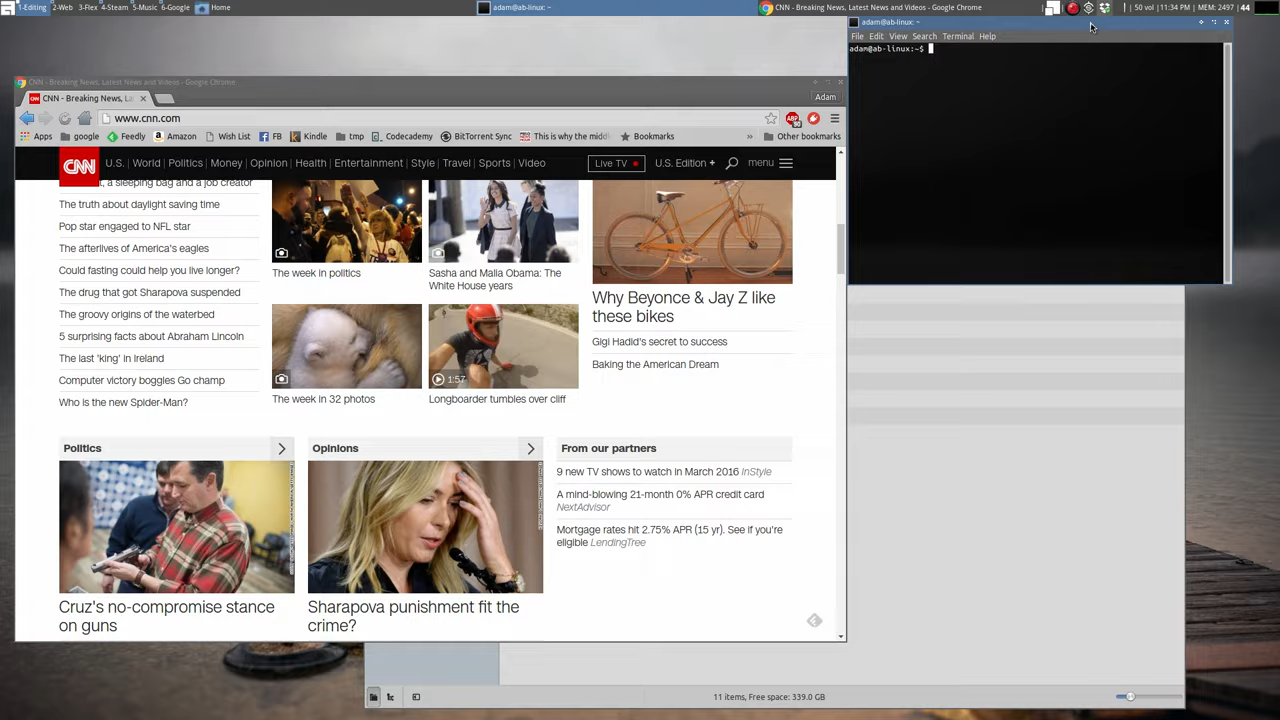 1-Editing 2-Web 3-Flex 4-Steam 5-Music 6-Google Home adam@ab-linux: ~ CNN - Breaking News, Latest News and Videos - Google Chrome 50 vol 11:34 PM MEM: 2497 44
adam@ab-linux: ~
File Edit View Search Terminal Help
adam@ab-linux:~$
CNN - Breaking News, Latest News and Videos - Google Chrome
CNN - Breaking News, La
Adam
www.cnn.com
ABP
Apps google Feedly Amazon Wish List FB Kindle tmp Codecademy BitTorrent Sync This is why the middl Bookmarks Other bookmarks
CNN U.S. World Politics Money Opinion Health Entertainment Style Travel Sports Video Live TV U.S. Edition + menu
t, a sleeping bag and a job creator
The truth about daylight saving time
Pop star engaged to NFL star
The afterlives of America's eagles
Could fasting could help you live longer?
The drug that got Sharapova suspended
The groovy origins of the waterbed
5 surprising facts about Abraham Lincoln
The last 'king' in Ireland
Computer victory boggles Go champ
Who is the new Spider-Man?
The week in politics
Sasha and Malia Obama: The
White House years
The week in 32 photos
1:57
Longboarder tumbles over cliff
Why Beyonce & Jay Z like
these bikes
Gigi Hadid's secret to success
Baking the American Dream
Politics
Cruz's no-compromise stance
on guns
Opinions
Sharapova punishment fit the
crime?
From our partners
9 new TV shows to watch in March 2016 InStyle
A mind-blowing 21-month 0% APR credit card
NextAdvisor
Mortgage rates hit 2.75% APR (15 yr). See if you're
eligible LendingTree
11 items, Free space: 339.0 GB